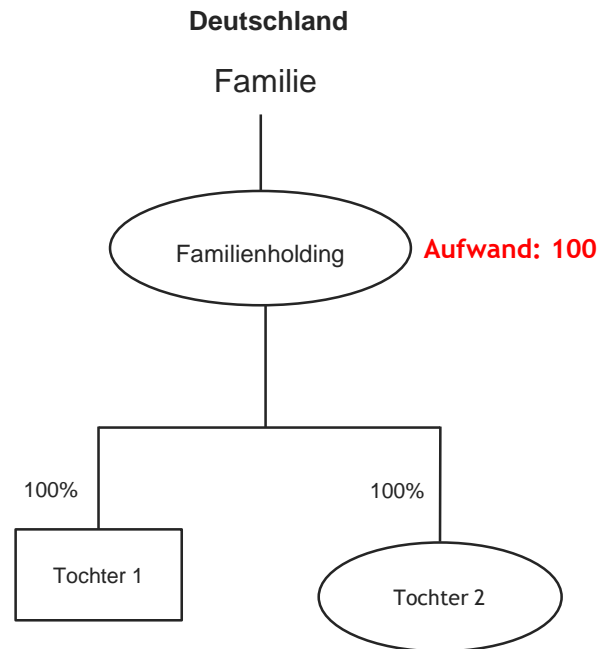 Deutschland
Familie
Familienholding
Aufwand: 100
100%
100%
Tochter 1
Tochter 2